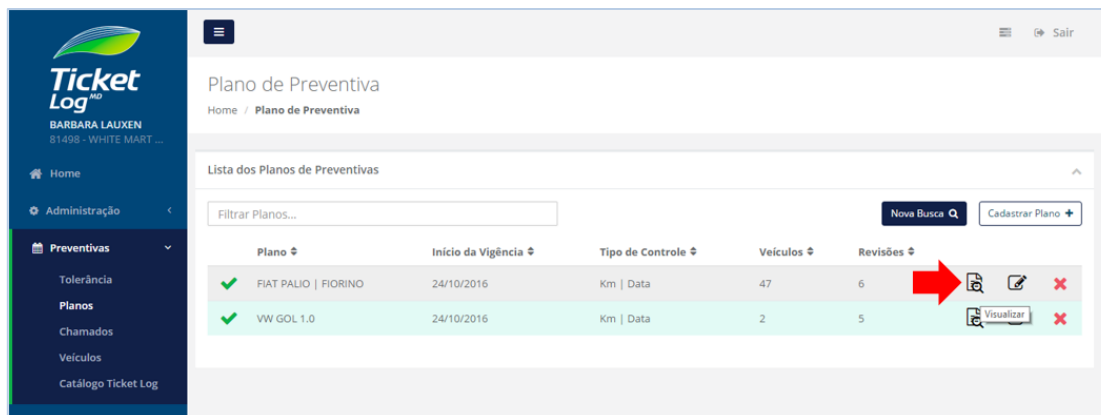 Sair
Ticket
Log MD
BARBARA LAUXEN
81498 - WHITE MART ...
Home
Administração
Preventivas
Tolerância
Planos
Chamados
Veículos
Catálogo Ticket Log
Plano de Preventiva
Home / Plano de Preventiva
Lista dos Planos de Preventivas
Filtrar Planos...
Nova Busca
Cadastrar Plano +
Plano Início da Vigência Tipo de Controle Veículos Revisões
FIAT PALIO | FIORINO 24/10/2016 Km | Data 47 6
Visualizar
VW GOL 1.0 24/10/2016 Km | Data 2 5